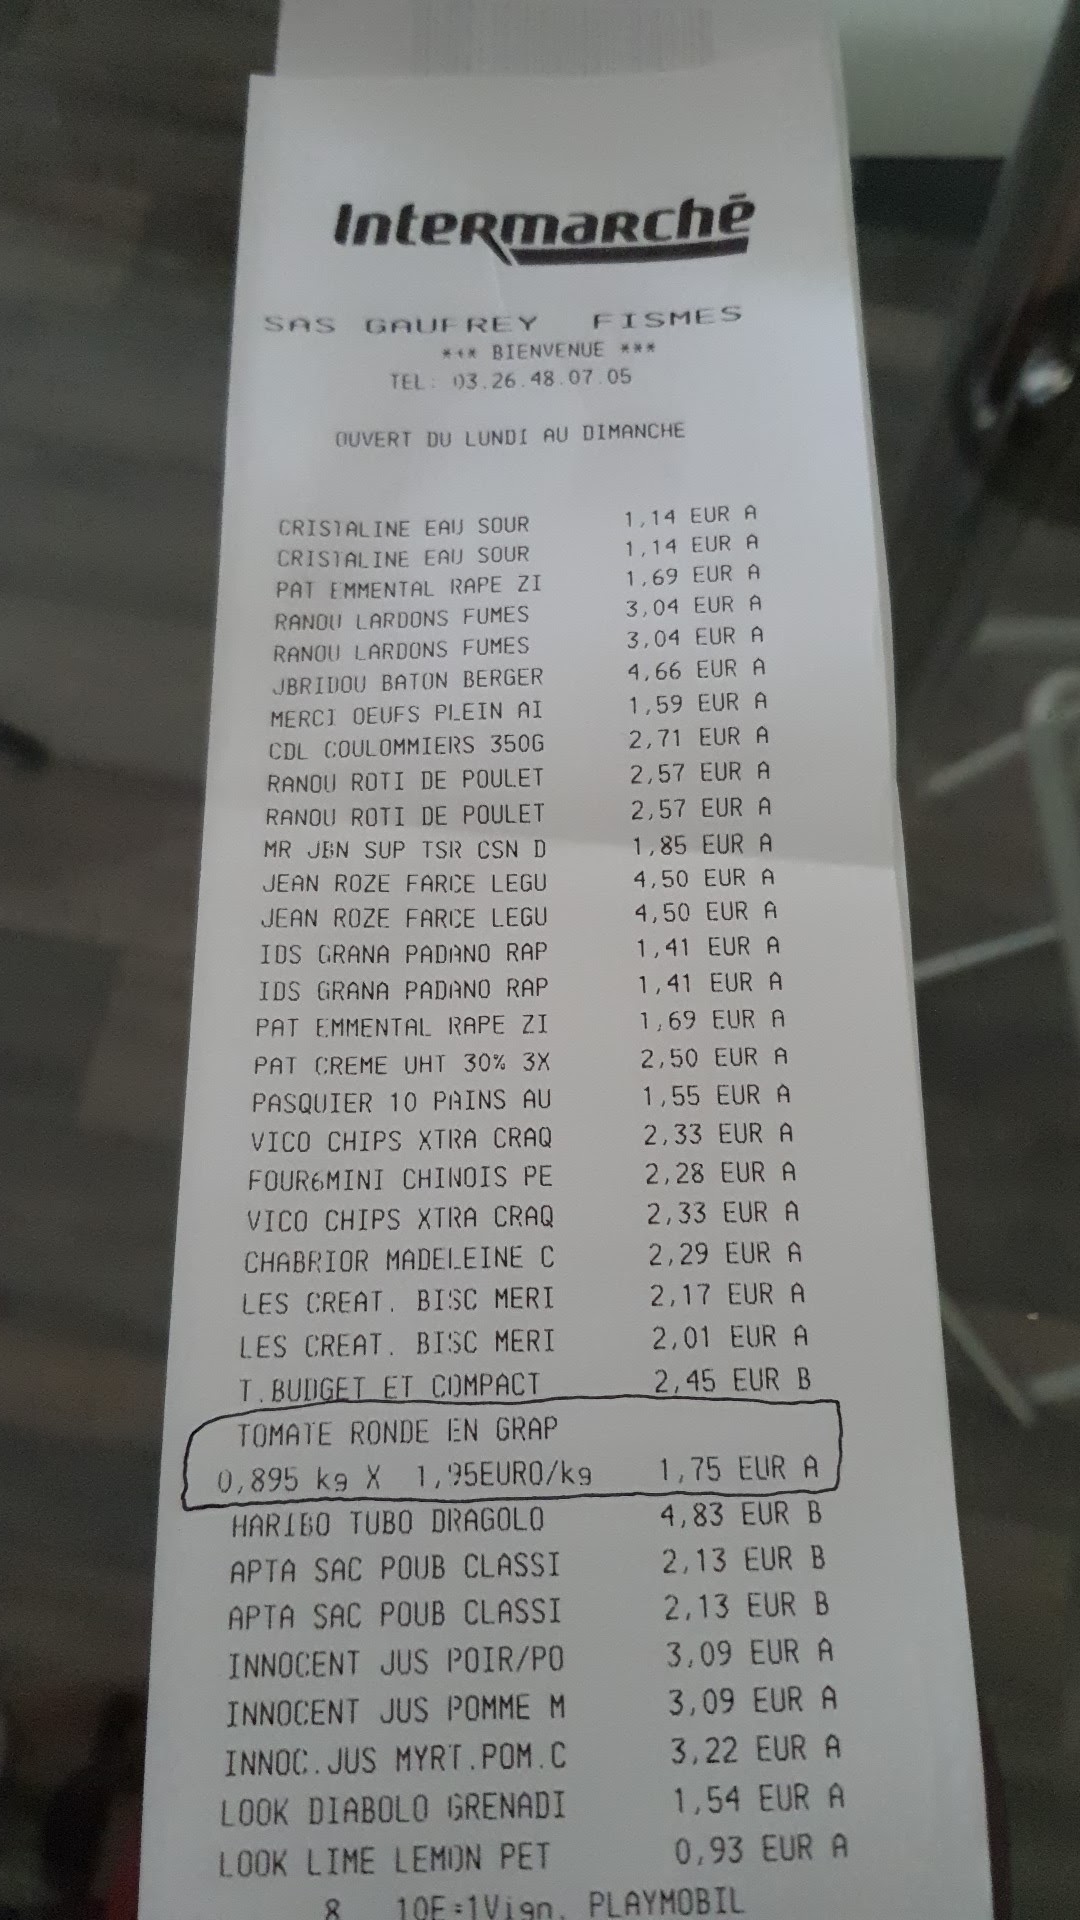 Intermarché
SAS GAUFREY FISMES
*** BIENVENUE ***
TEL: 03.26.48.07.05
OUVERT DU LUNDI AU DIMANCHE
CRISTALINE EAU SOUR 1,14 EUR A
CRISTALINE EAU SOUR 1,14 EUR A
PAT EMMENTAL RAPE ZI 1,69 EUR A
RANOU LARDONS FUMES 3,04 EUR A
RANOU LARDONS FUMES 3,04 EUR A
JBRIDOU BATON BERGER 4,66 EUR A
MERCI OEUFS PLEIN AI 1,59 EUR A
CDL COULOMMIERS 350G 2,71 EUR A
RANOU ROTI DE POULET 2,57 EUR A
RANOU ROTI DE POULET 2,57 EUR A
MR JBN SUP TSR CSN D 1,85 EUR A
JEAN ROZE FARCE LEGU 4,50 EUR A
JEAN ROZE FARCE LEGU 4,50 EUR A
IDS GRANA PADANO RAP 1,41 EUR A
IDS GRANA PADANO RAP 1,41 EUR A
PAT EMMENTAL RAPE ZI 1,69 EUR A
PAT CREME UHT 30% 3X 2,50 EUR A
PASQUIER 10 PAINS AU 1,55 EUR A
VICO CHIPS XTRA CRAQ 2,33 EUR A
FOUR6MINI CHINOIS PE 2,28 EUR A
VICO CHIPS XTRA CRAQ 2,33 EUR A
CHABRIOR MADELEINE C 2,29 EUR A
LES CREAT. BISC MERI 2,17 EUR A
LES CREAT. BISC MERI 2,01 EUR A
T.BUDGET ET COMPACT 2,45 EUR B
TOMATE RONDE EN GRAP
0,895 kg X 1,95EURO/kg 1,75 EUR A
HARIBO TUBO DRAGOLO 4,83 EUR B
APTA SAC POUB CLASSI 2,13 EUR B
APTA SAC POUB CLASSI 2,13 EUR B
INNOCENT JUS POIR/PO 3,09 EUR A
INNOCENT JUS POMME M 3,09 EUR A
INNOC.JUS MYRT.POM.C 3,22 EUR A
LOOK DIABOLO GRENADI 1,54 EUR A
LOOK LIME LEMON PET 0,93 EUR A
8 10E=1Vign. PLAYMOBIL